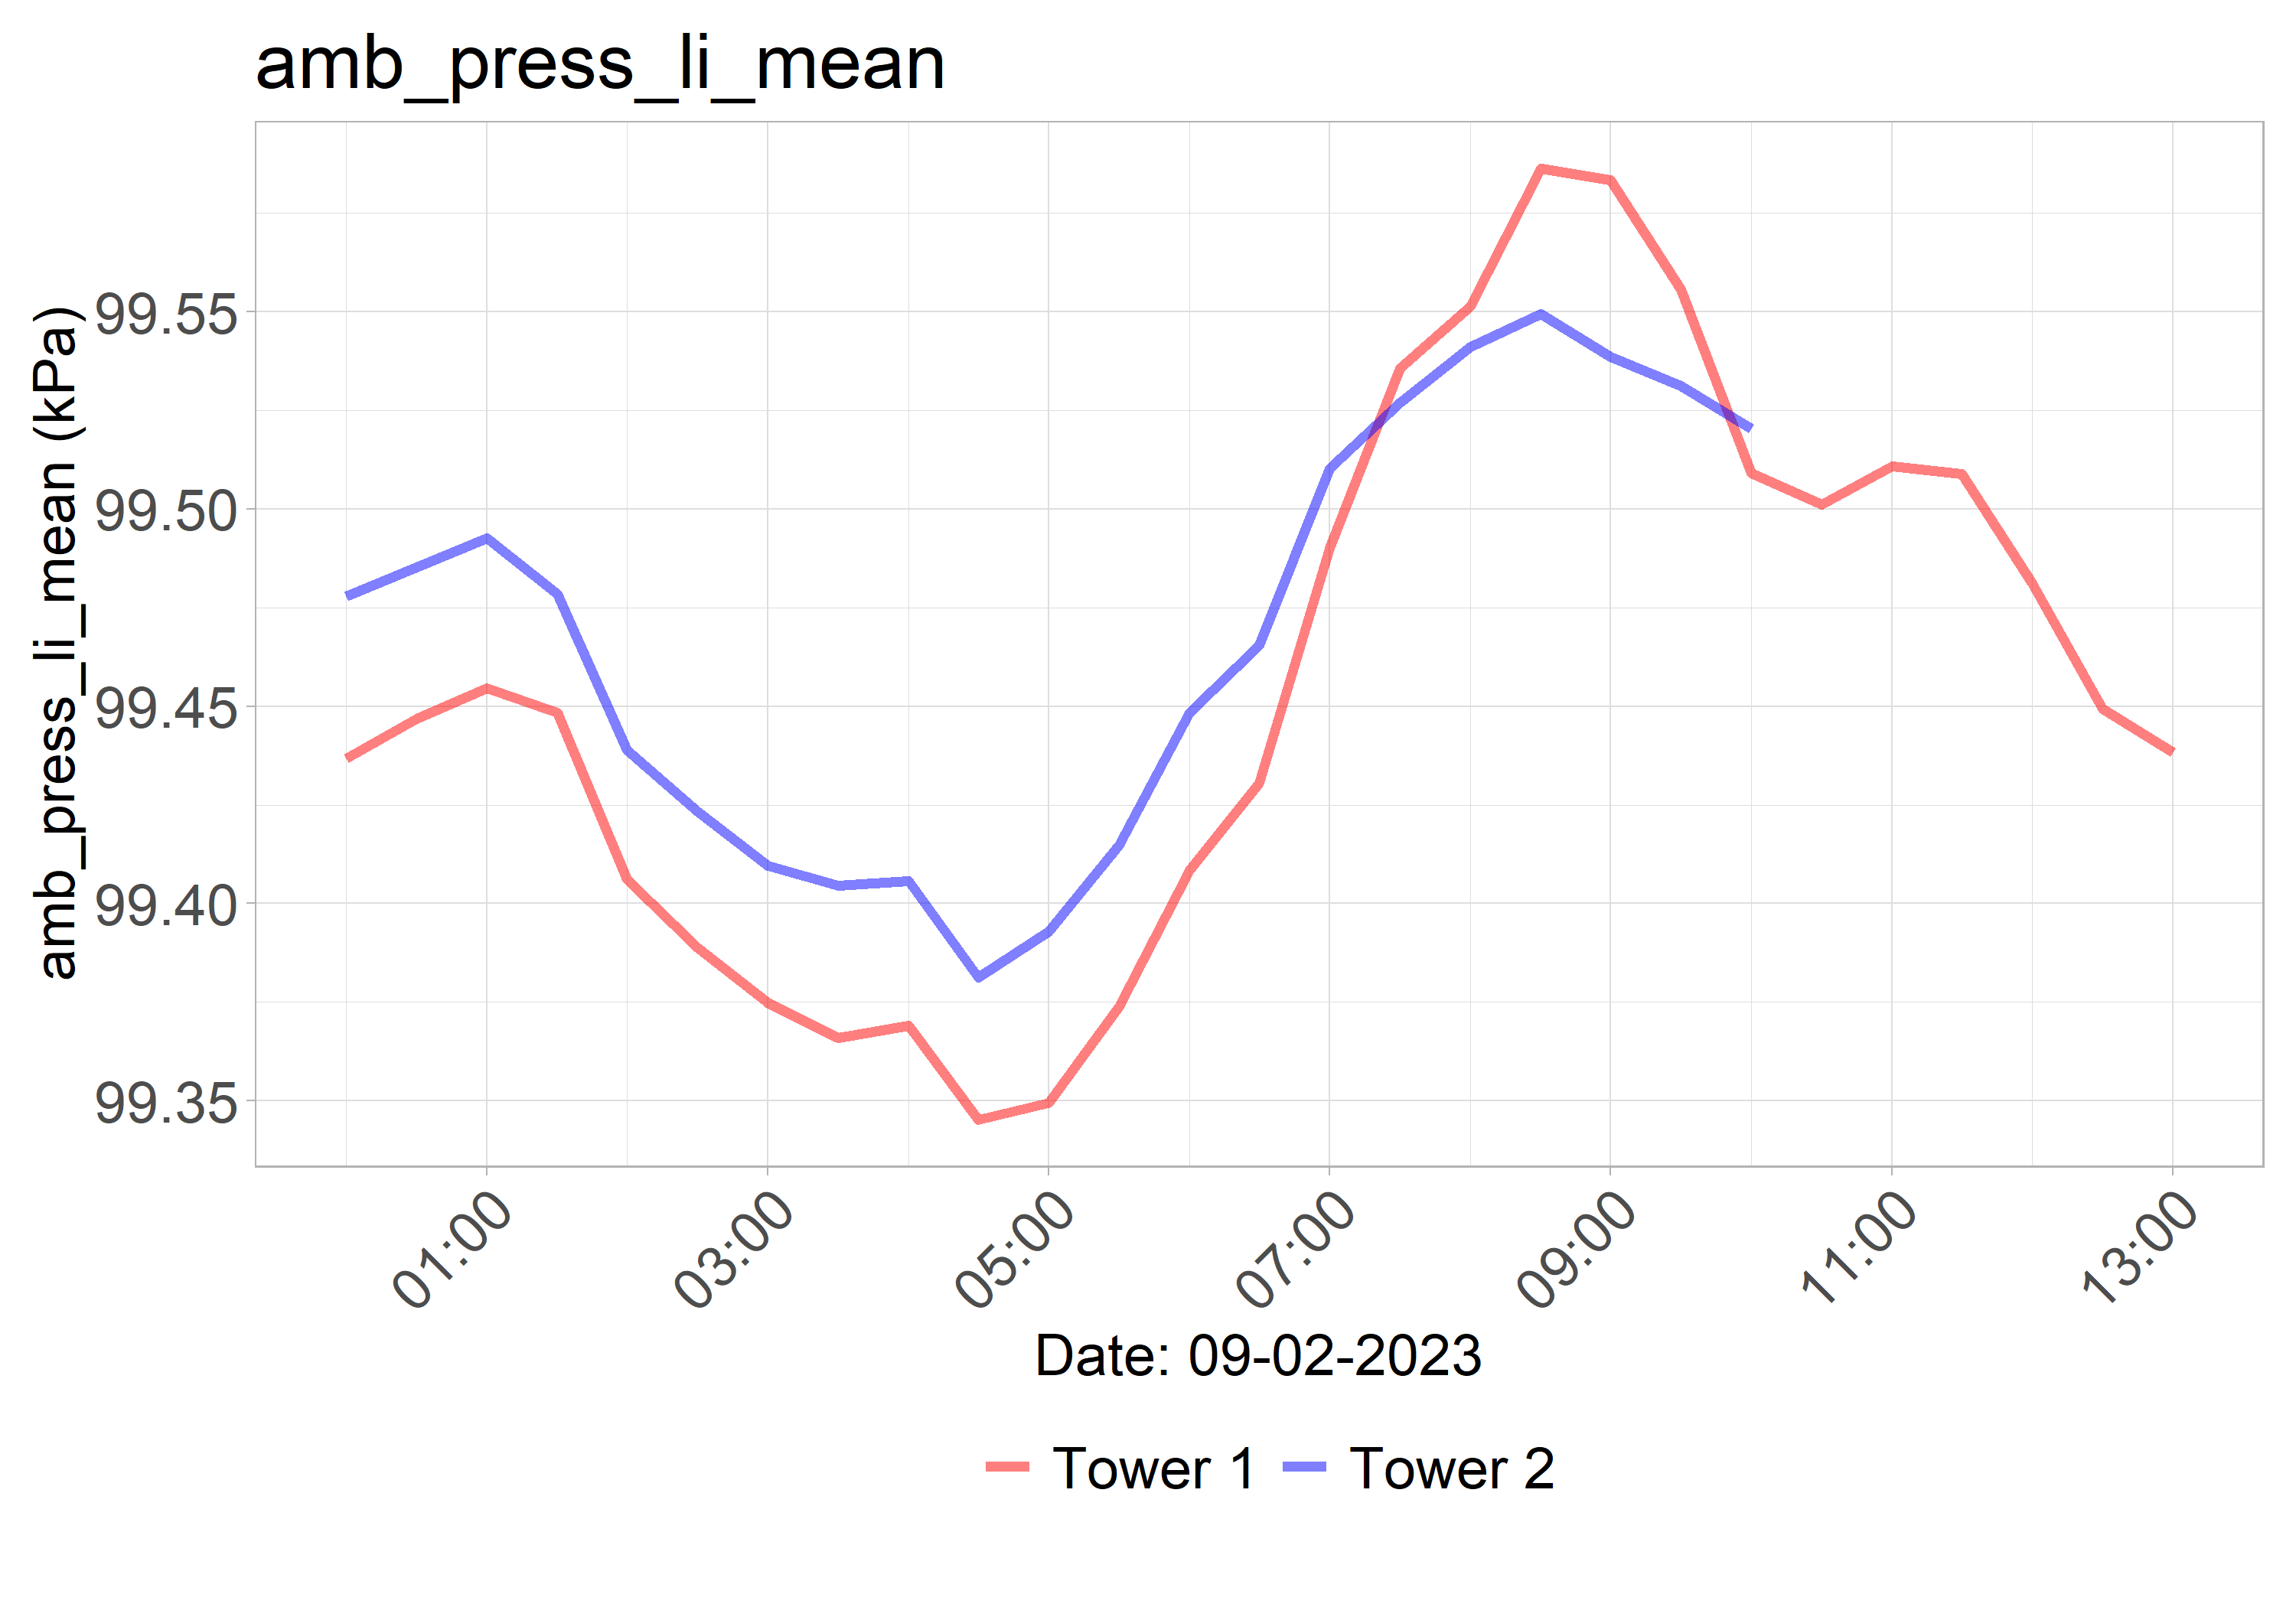 amb_press_li_mean
amb_press_li_mean (kPa)
99.55
99.50
99.45
99.40
99.35
01:00
03:00
05:00
07:00
09:00
11:00
13:00
Date: 09-02-2023
Tower 1
Tower 2